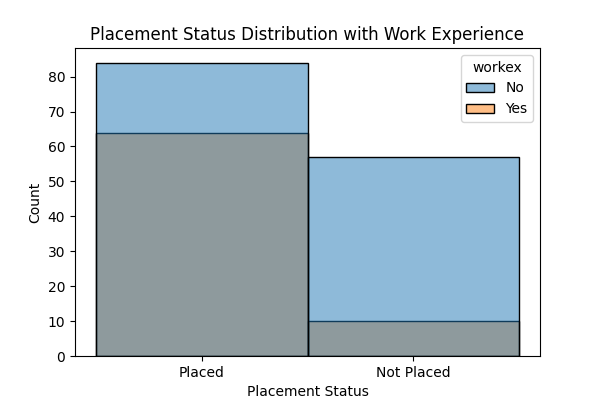 Placement Status Distribution with Work Experience
workex
No
Yes
80
70
60
50
40
30
20
10
0
Count
Placed
Not Placed
Placement Status